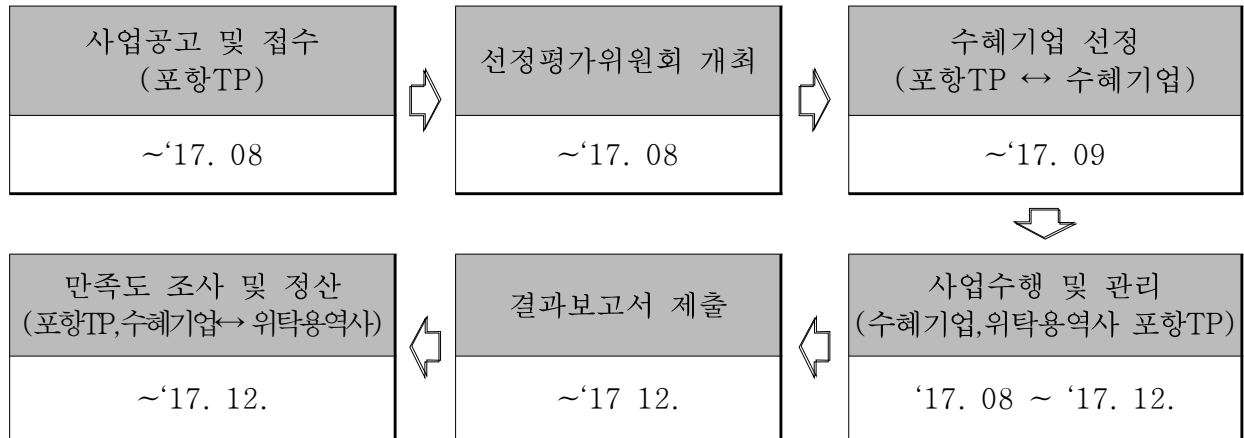 사업공고 및 접수
(포항TP)
~‘17. 08
선정평가위원회 개최
~‘17. 08
수혜기업 선정
(포항TP ↔ 수혜기업)
~‘17. 09
사업수행 및 관리
(수혜기업,위탁용역사 포항TP)
‘17. 08 ~ ‘17. 12.
결과보고서 제출
~‘17 12.
만족도 조사 및 정산
(포항TP,수혜기업↔ 위탁용역사)
~‘17. 12.